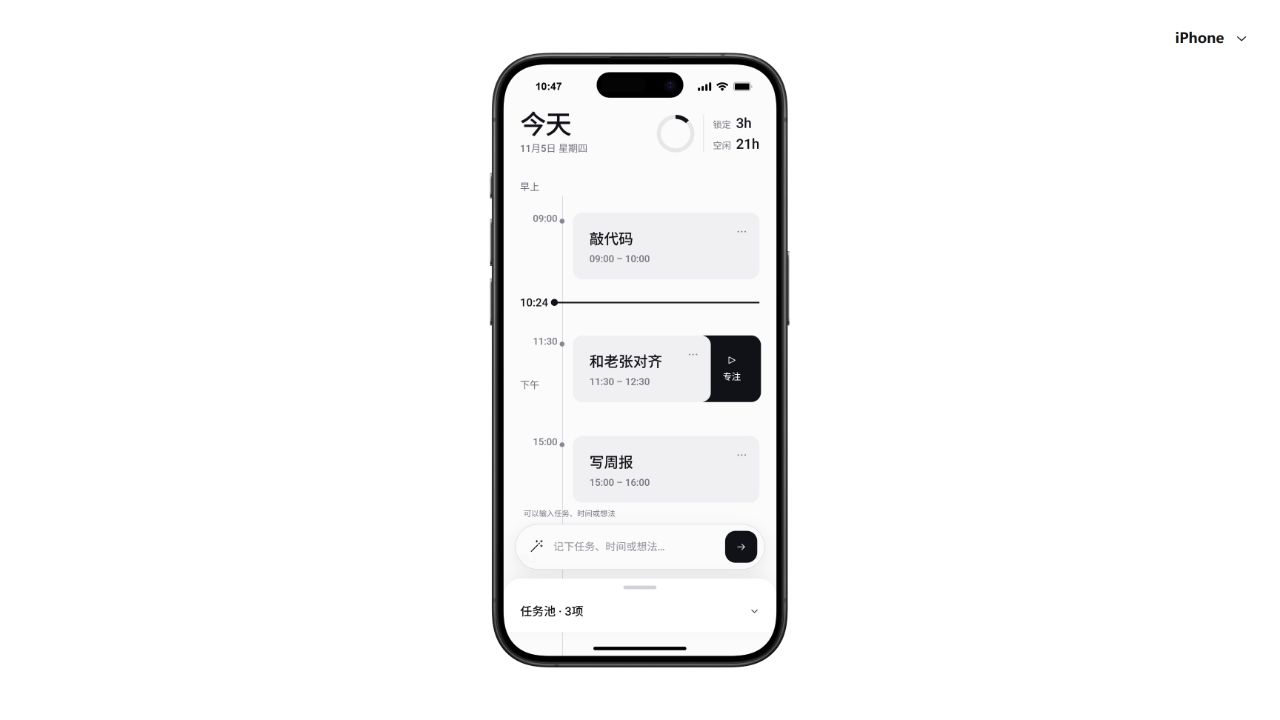 iPhone
10:47
今天
11月5日 星期四
锁定 3h
空闲 21h
早上
09:00
敲代码
...
09:00 – 10:00
10:24
11:30
和老张对齐
...
11:30 – 12:30
专注
下午
15:00
写周报
...
15:00 – 16:00
可以输入任务、时间或想法
记下任务、时间或想法...
任务池 · 3项